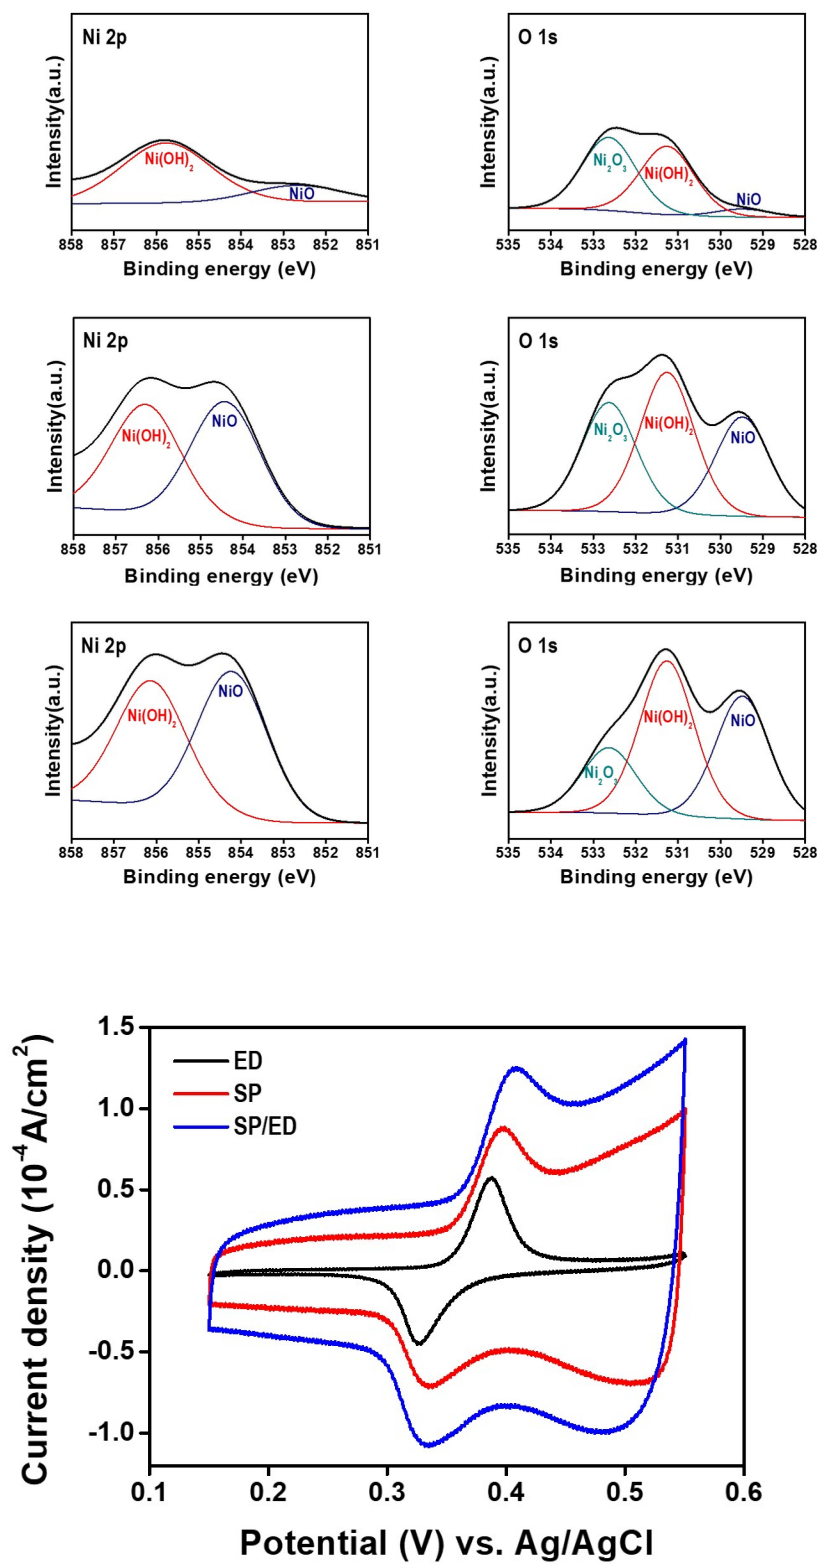 Ni 2p
Intensity(a.u.)
Ni(OH)2
NiO
858 857 856 855 854 853 852 851
Binding energy (eV)
O 1s
Intensity(a.u.)
Ni2O3
Ni(OH)2
NiO
535 534 533 532 531 530 529 528
Binding energy (eV)
Ni 2p
Intensity(a.u.)
Ni(OH)2
NiO
858 857 856 855 854 853 852 851
Binding energy (eV)
O 1s
Intensity(a.u.)
Ni2O3
Ni(OH)2
NiO
535 534 533 532 531 530 529 528
Binding energy (eV)
Ni 2p
Intensity(a.u.)
Ni(OH)2
NiO
858 857 856 855 854 853 852 851
Binding energy (eV)
O 1s
Intensity(a.u.)
Ni2O3
Ni(OH)2
NiO
535 534 533 532 531 530 529 528
Binding energy (eV)
Current density (10-4A/cm2)
1.5
1.0
0.5
0.0
-0.5
-1.0
ED
SP
SP/ED
0.1 0.2 0.3 0.4 0.5 0.6
Potential (V) vs. Ag/AgCl